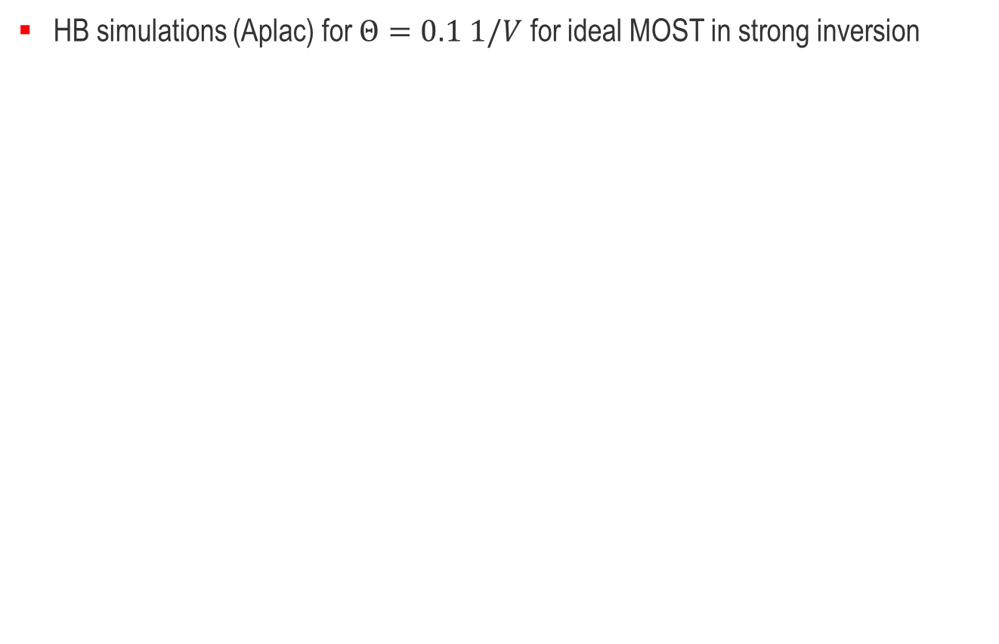 ▪ HB simulations (Aplac) for Θ = 0.1 1/V for ideal MOST in strong inversion